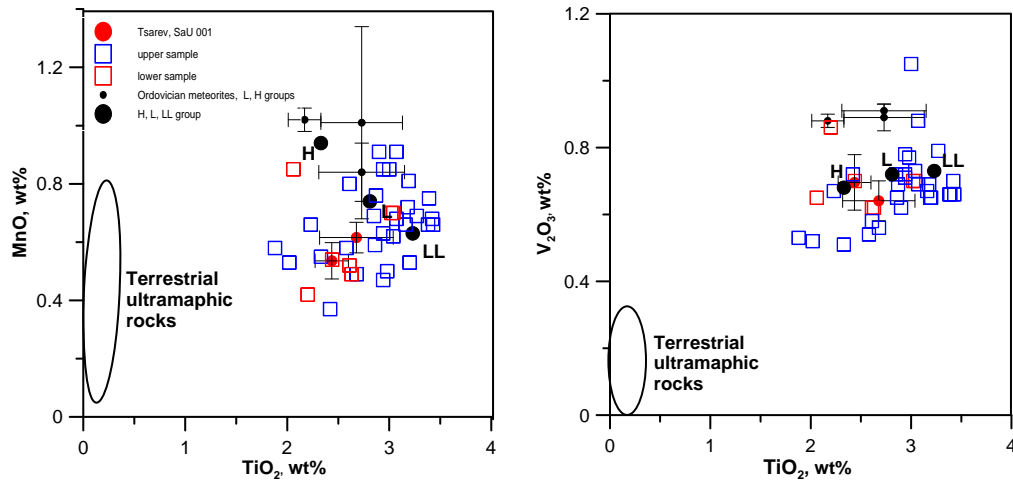 Tsarev, SaU 001
upper sample
lower sample
Ordovician meteorites, L, H groups
H, L, LL group
MnO, wt%
1.2
0.8
0.4
0
H
L
LL
Terrestrial
ultramaphic
rocks
0
1
2
3
4
TiO2, wt%
V2O3, wt%
1.2
0.8
0.4
0
H
L
LL
Terrestrial
ultramaphic
rocks
0
1
2
3
4
TiO2, wt%